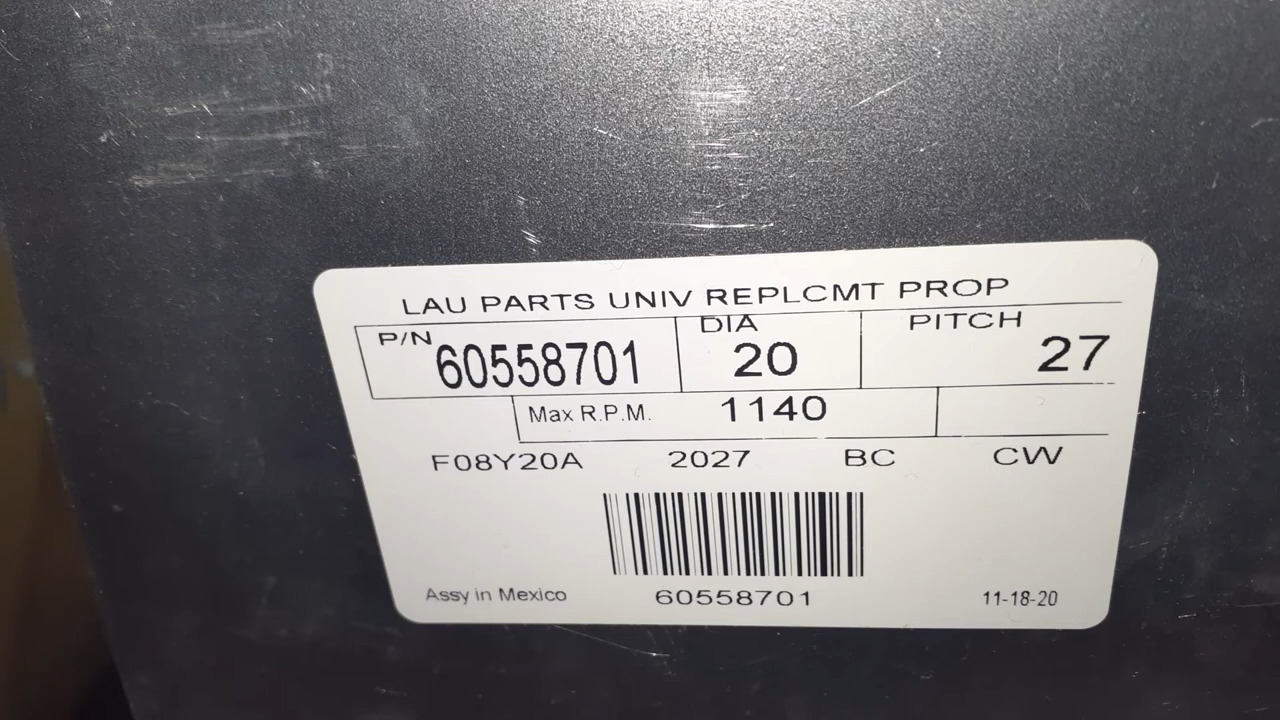 LAU PARTS UNIV REPLCMT PROP
P/N 60558701 DIA 20 PITCH 27
Max R.P.M. 1140
F08Y20A 2027 BC CW
Assy in Mexico 60558701 11-18-20